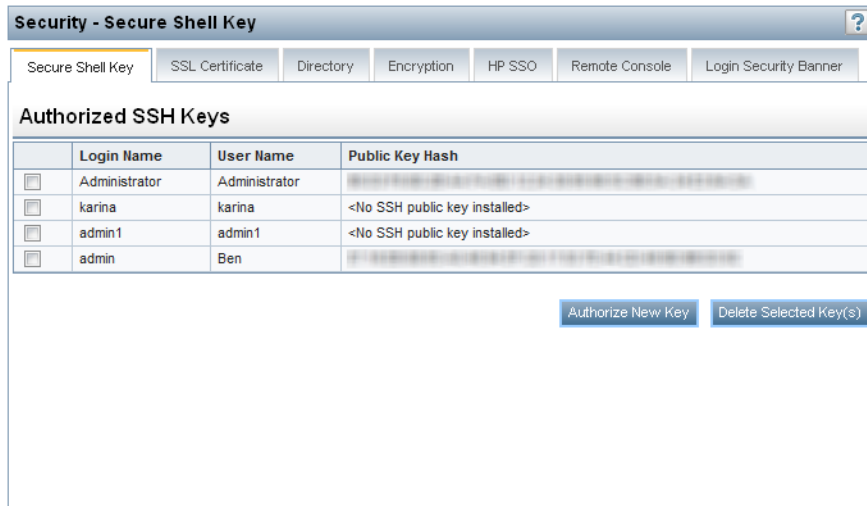 Security - Secure Shell Key
?
Secure Shell Key
SSL Certificate
Directory
Encryption
HP SSO
Remote Console
Login Security Banner
Authorized SSH Keys
Login Name User Name Public Key Hash
Administrator Administrator
karina karina <No SSH public key installed>
admin1 admin1 <No SSH public key installed>
admin Ben
Authorize New Key
Delete Selected Key(s)